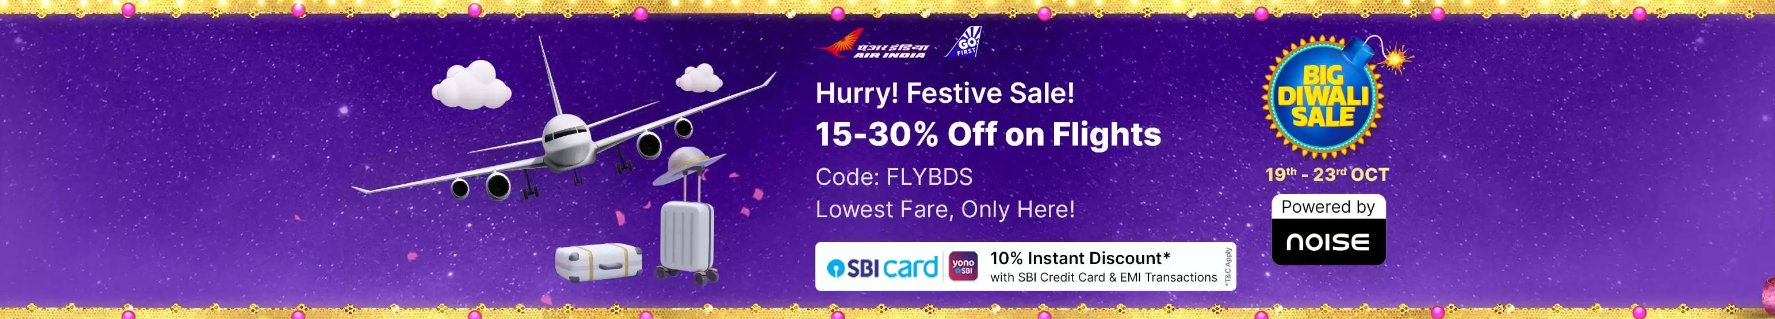 एअर इंडिया
AIR INDIA
GO
FIRST
Hurry! Festive Sale!
15-30% Off on Flights
Code: FLYBDS
Lowest Fare, Only Here!
SBI card
yono
SBI
10% Instant Discount*
with SBI Credit Card & EMI Transactions
*T&C Apply
BIG
DIWALI
SALE
19th - 23rd OCT
Powered by
NOISE